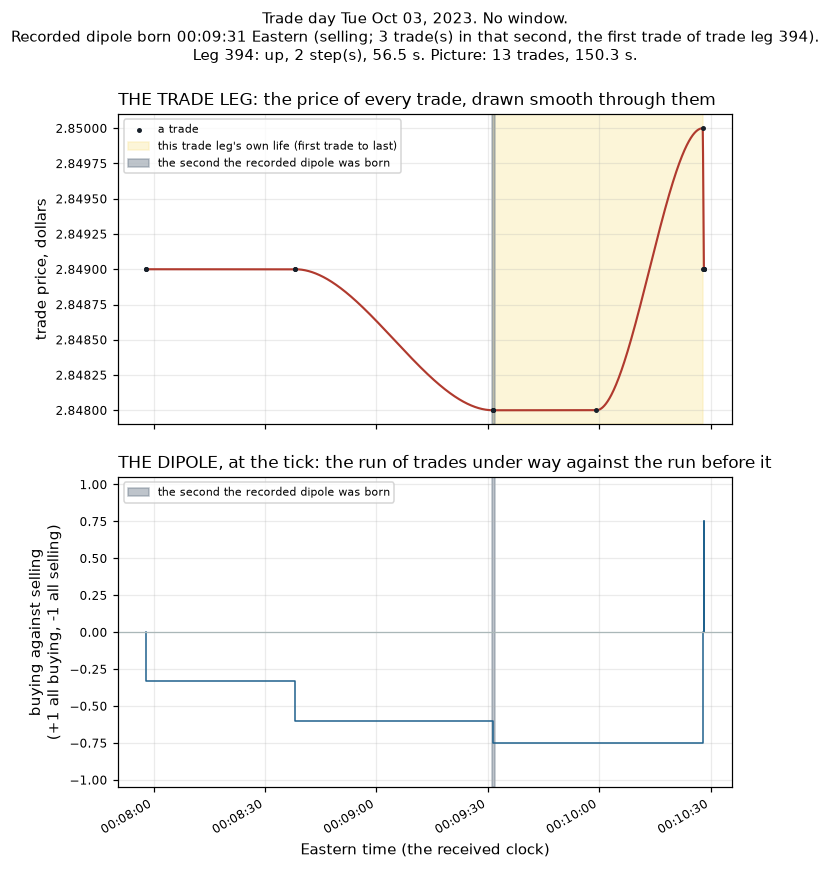 Trade day Tue Oct 03, 2023. No window.
Recorded dipole born 00:09:31 Eastern (selling; 3 trade(s) in that second, the first trade of trade leg 394).
Leg 394: up, 2 step(s), 56.5 s. Picture: 13 trades, 150.3 s.
THE TRADE LEG: the price of every trade, drawn smooth through them
a trade
this trade leg's own life (first trade to last)
the second the recorded dipole was born
trade price, dollars
2.85000
2.84975
2.84950
2.84925
2.84900
2.84875
2.84850
2.84825
2.84800
THE DIPOLE, at the tick: the run of trades under way against the run before it
the second the recorded dipole was born
buying against selling
(+1 all buying, -1 all selling)
1.00
0.75
0.50
0.25
0.00
−0.25
−0.50
−0.75
−1.00
00:08:00
00:08:30
00:09:00
00:09:30
00:10:00
00:10:30
Eastern time (the received clock)